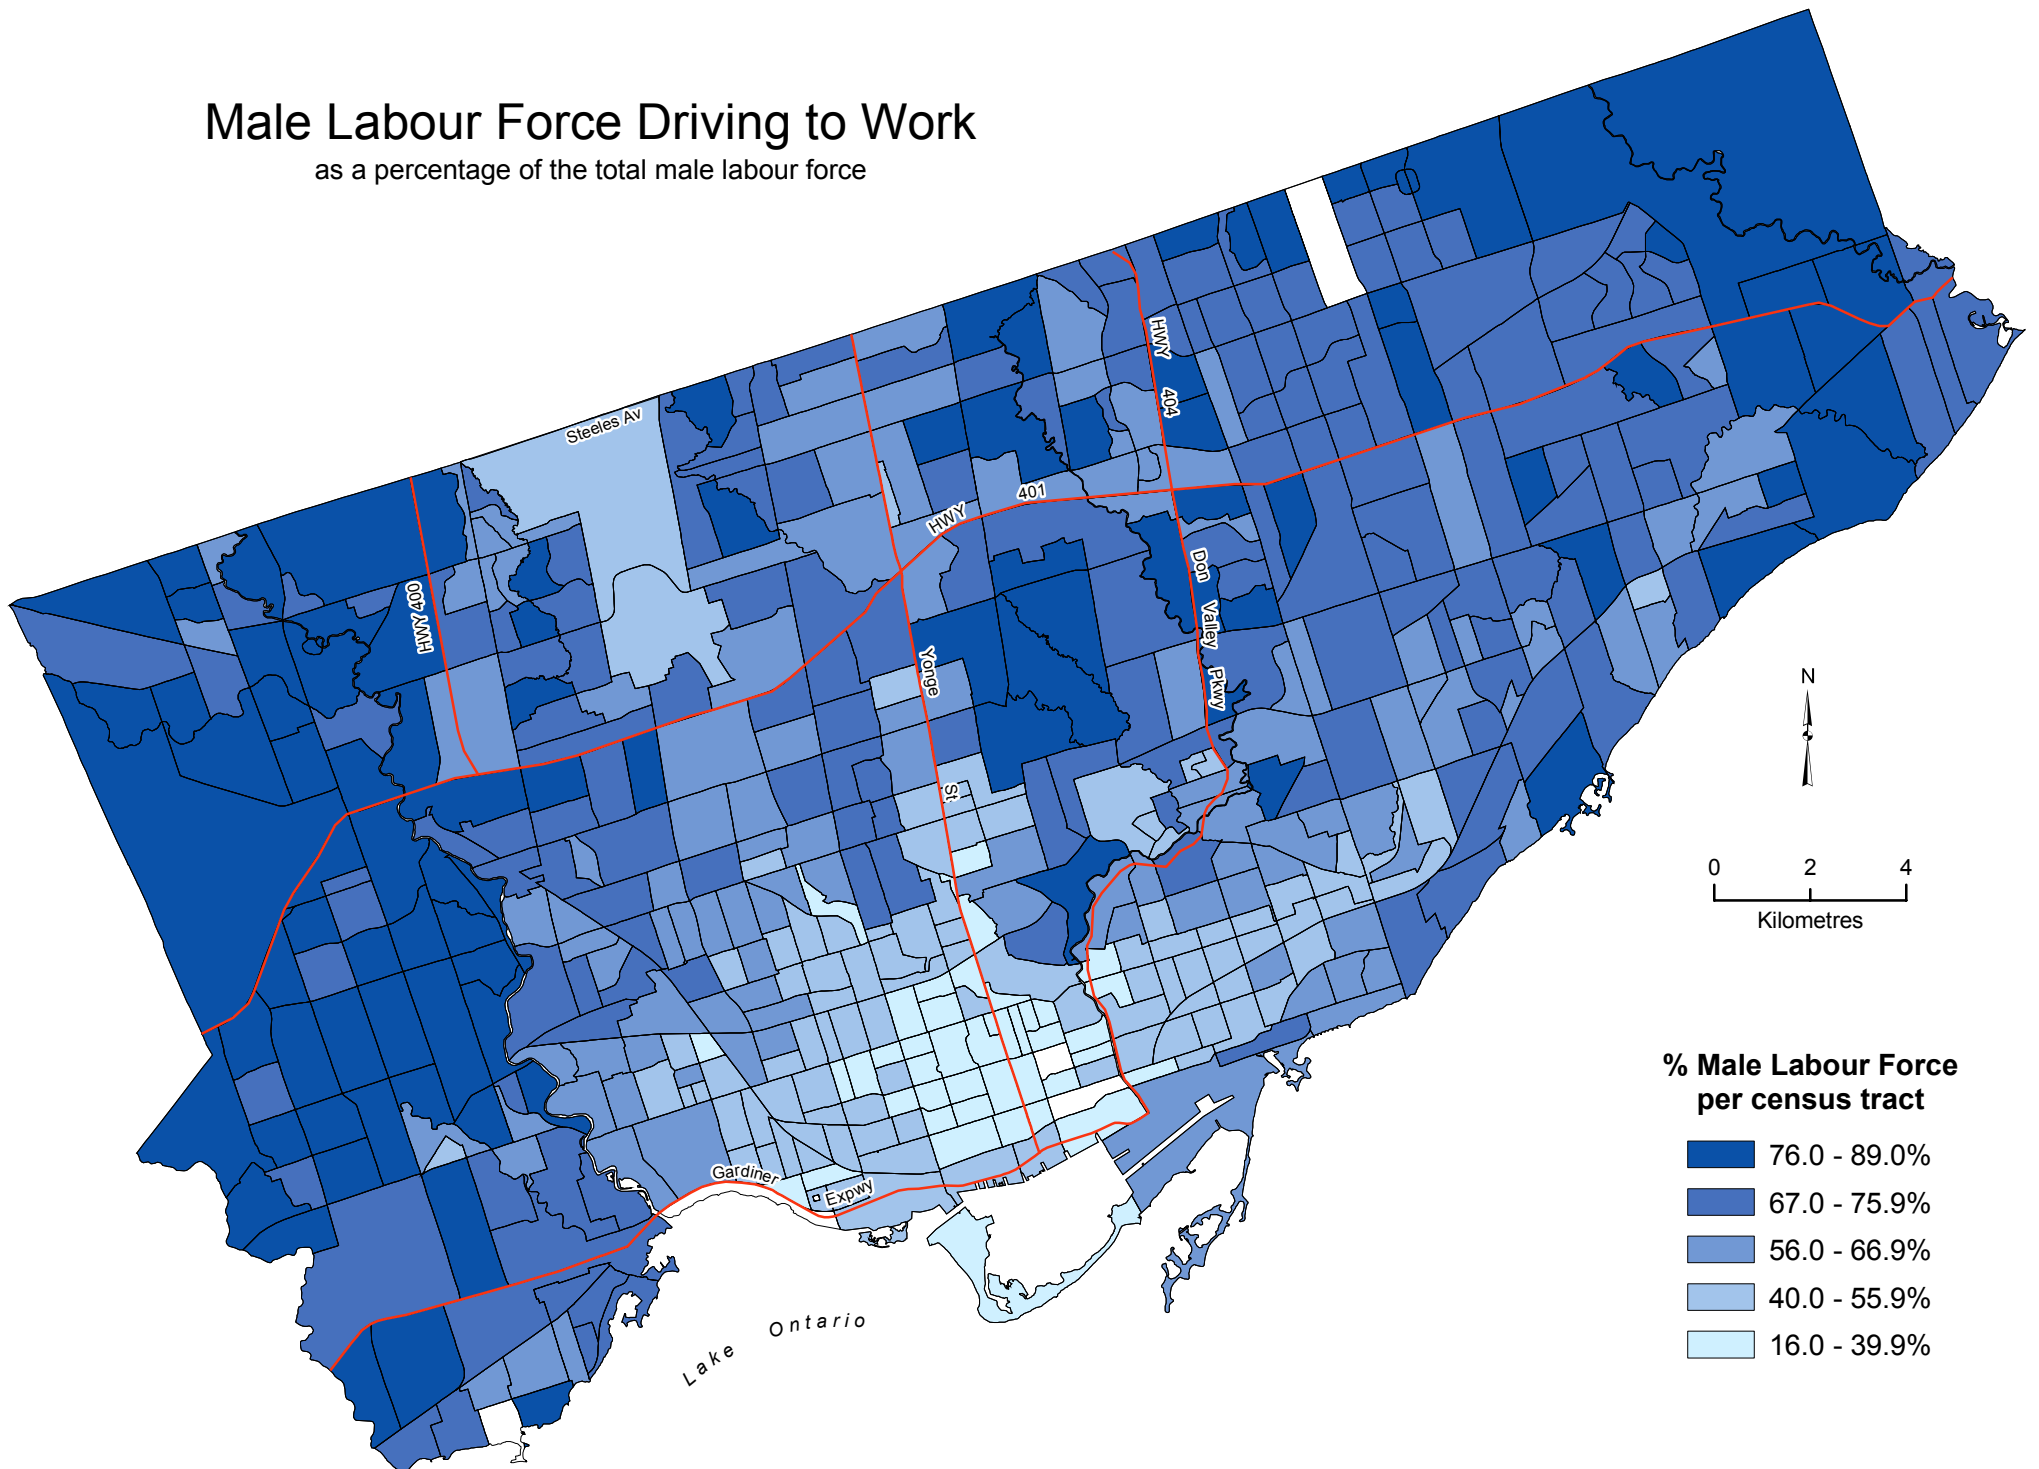 Male Labour Force Driving to Work
as a percentage of the total male labour force
Steeles Av
HWY 400
HWY
401
HWY
404
Don
Valley
Pkwy
Yonge
St
Gardiner
Expwy
Lake Ontario
N
0 2 4
Kilometres
% Male Labour Force
per census tract
76.0 - 89.0%
67.0 - 75.9%
56.0 - 66.9%
40.0 - 55.9%
16.0 - 39.9%